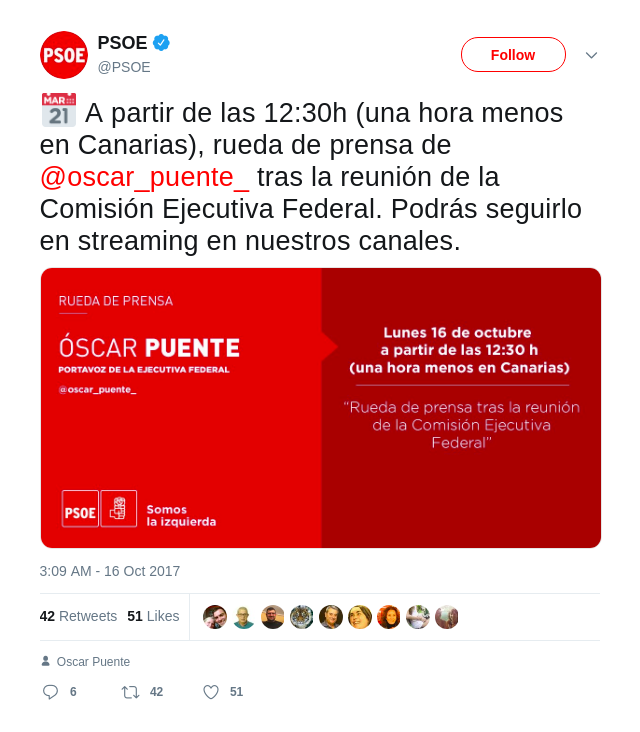 PSOE
PSOE
@PSOE
Follow
MAR
21
A partir de las 12:30h (una hora menos
en Canarias), rueda de prensa de
@oscar_puente_ tras la reunión de la
Comisión Ejecutiva Federal. Podrás seguirlo
en streaming en nuestros canales.
RUEDA DE PRENSA
ÓSCAR PUENTE
PORTAVOZ DE LA EJECUTIVA FEDERAL
@oscar_puente_
PSOE
Somos
la izquierda
Lunes 16 de octubre
a partir de las 12:30 h
(una hora menos en Canarias)
“Rueda de prensa tras la reunión
de la Comisión Ejecutiva
Federal”
3:09 AM - 16 Oct 2017
42 Retweets 51 Likes
Oscar Puente
6 42 51